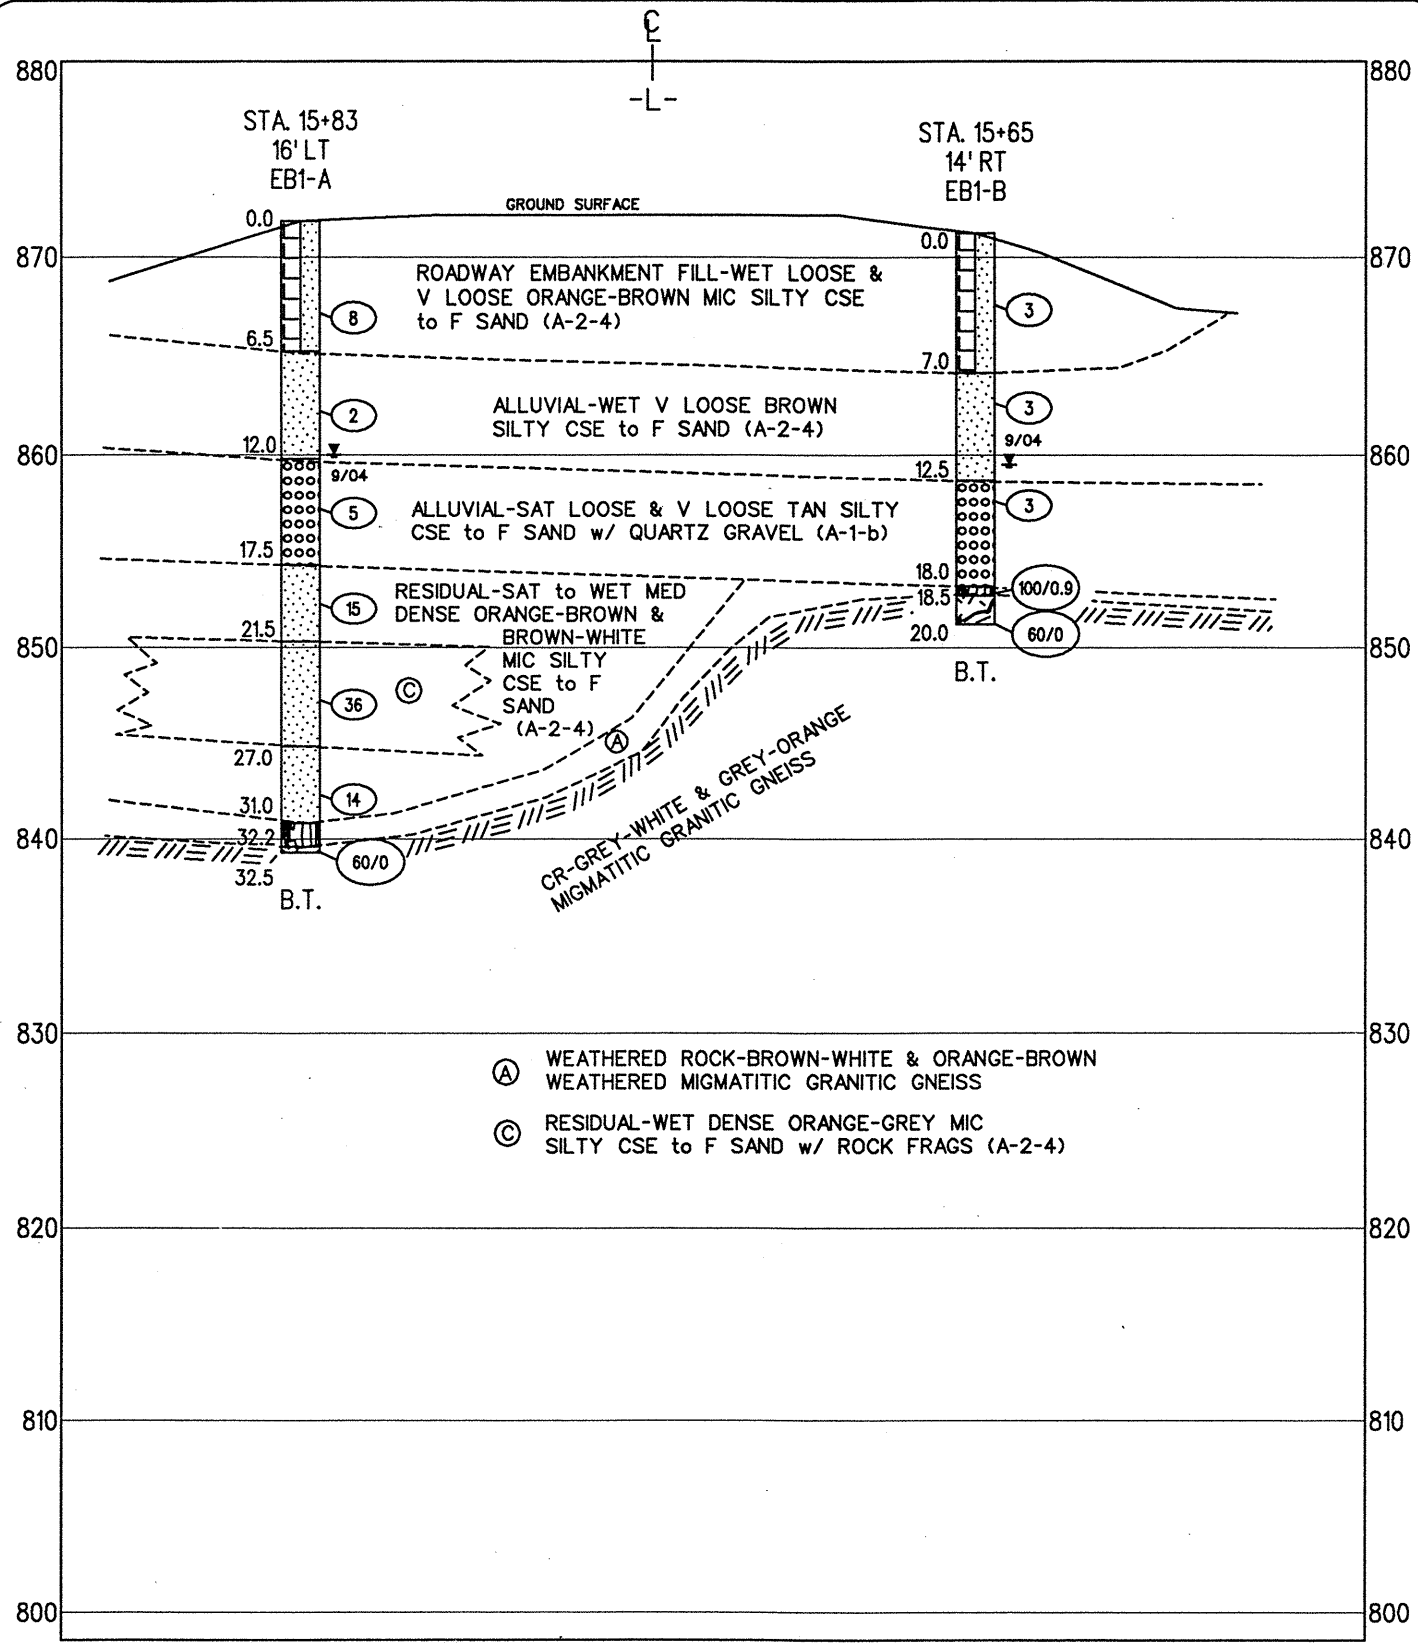 ℄
-L-
880
880
STA. 15+83
16' LT
EB1-A
STA. 15+65
14' RT
EB1-B
GROUND SURFACE
0.0
0.0
870
870
ROADWAY EMBANKMENT FILL-WET LOOSE &
V LOOSE ORANGE-BROWN MIC SILTY CSE
to F SAND (A-2-4)
8
3
6.5
7.0
ALLUVIAL-WET V LOOSE BROWN
SILTY CSE to F SAND (A-2-4)
2
3
12.0
9/04
860
860
9/04
12.5
ALLUVIAL-SAT LOOSE & V LOOSE TAN SILTY
CSE to F SAND w/ QUARTZ GRAVEL (A-1-b)
5
3
17.5
18.0
100/0.9
18.5
RESIDUAL-SAT to WET MED
DENSE ORANGE-BROWN &
BROWN-WHITE
MIC SILTY
CSE to F
SAND
(A-2-4)
15
21.5
20.0
60/0
850
850
B.T.
C
36
A
27.0
CR-GREY-WHITE & GREY-ORANGE
MIGMATITIC GRANITIC GNEISS
31.0
14
840
32.2
840
60/0
32.5
B.T.
830
830
A
WEATHERED ROCK-BROWN-WHITE & ORANGE-BROWN
WEATHERED MIGMATITIC GRANITIC GNEISS
C
RESIDUAL-WET DENSE ORANGE-GREY MIC
SILTY CSE to F SAND w/ ROCK FRAGS (A-2-4)
820
820
810
810
800
800